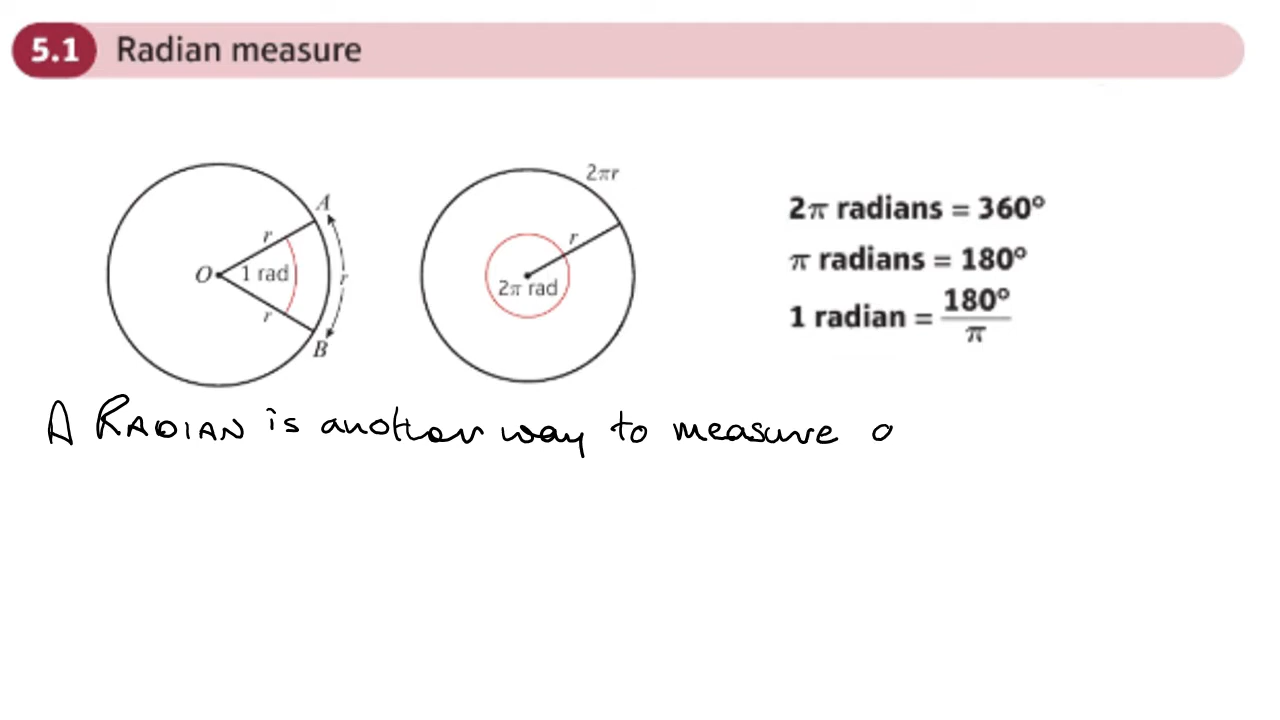 5.1 Radian measure
A
r
O 1 rad r
r
B
2πr
r
2π rad
2π radians = 360°
π radians = 180°
1 radian = 180°/π
A RADIAN is another way to measure a